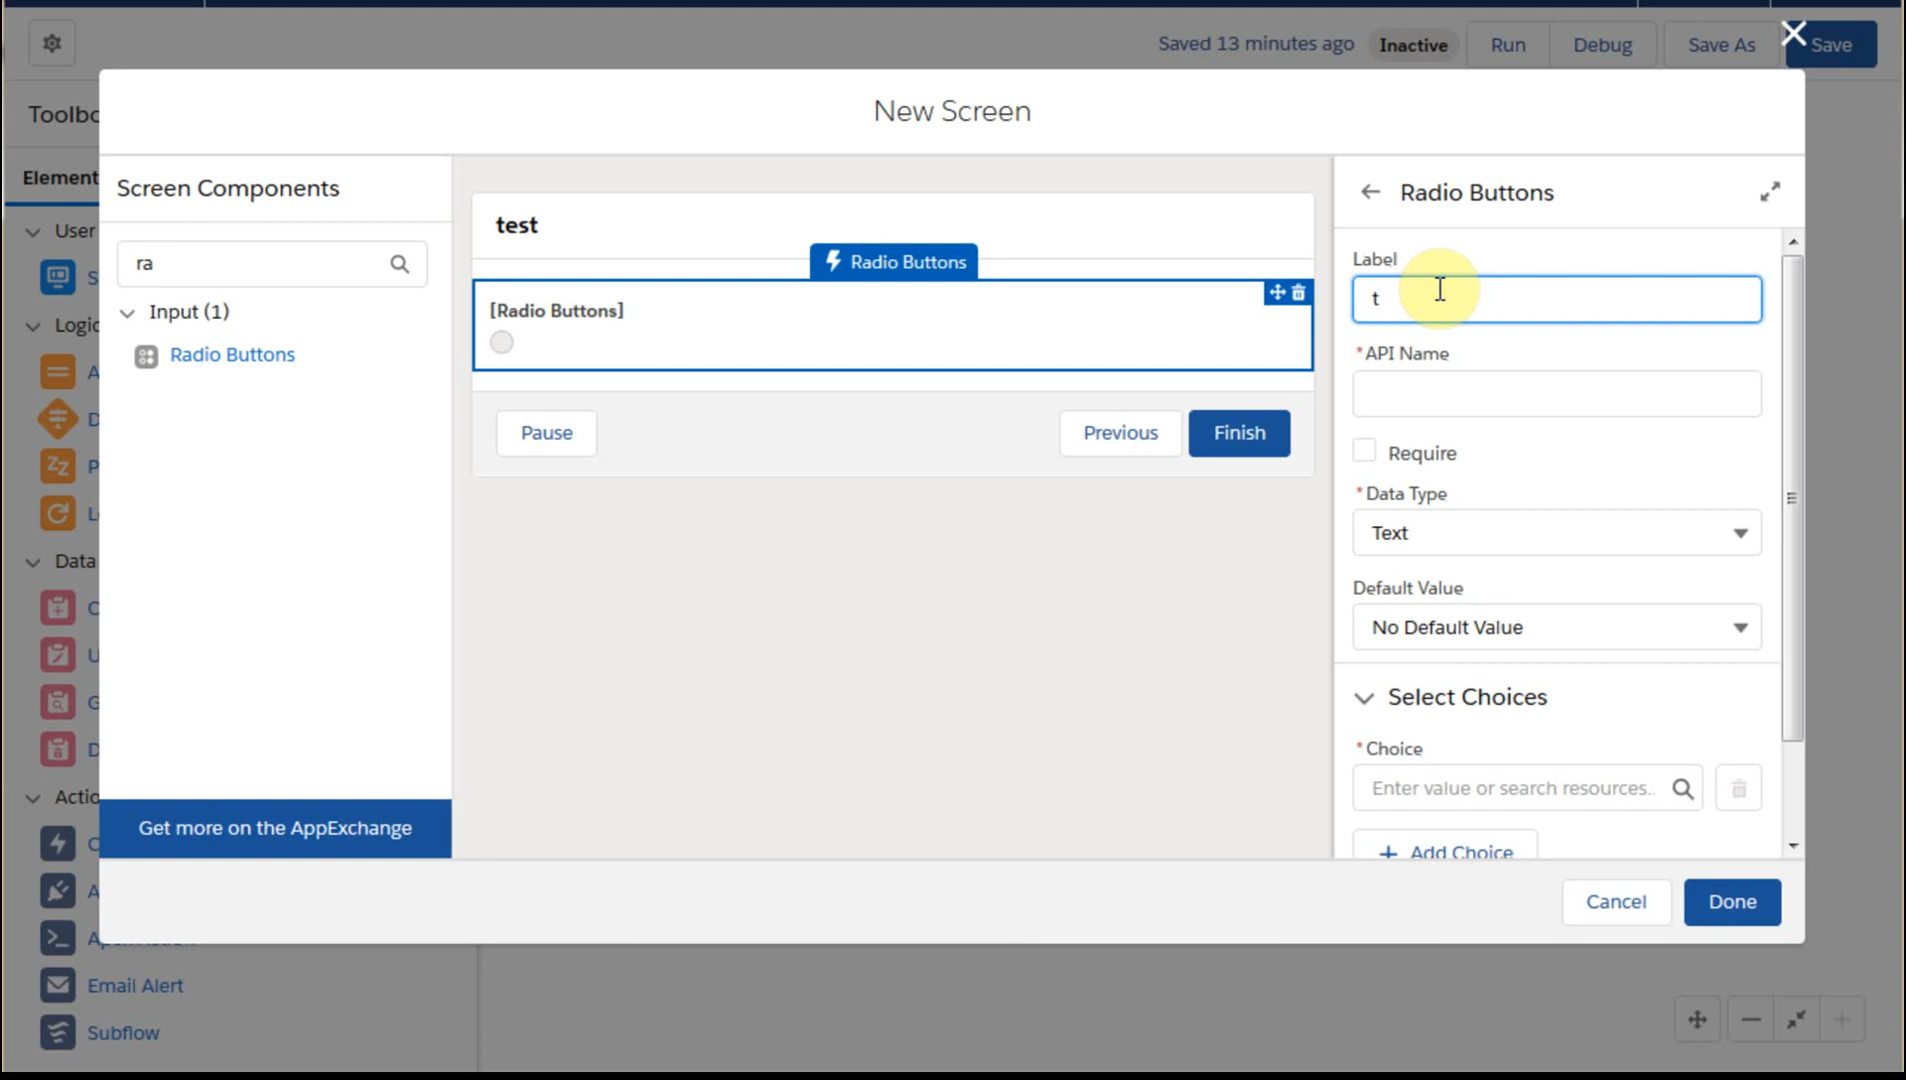 Saved 13 minutes ago
Inactive
Run
Debug
Save As
Save
Toolbo
Element
User
S
Logic
A
D
P
L
Data
C
U
G
D
Actio
C
A
Email Alert
Subflow
New Screen
Screen Components
ra
Input (1)
Radio Buttons
Get more on the AppExchange
test
Radio Buttons
[Radio Buttons]
Pause
Previous
Finish
Radio Buttons
Label
t
*API Name
Require
*Data Type
Text
Default Value
No Default Value
Select Choices
*Choice
Enter value or search resources..
+ Add Choice
Cancel
Done